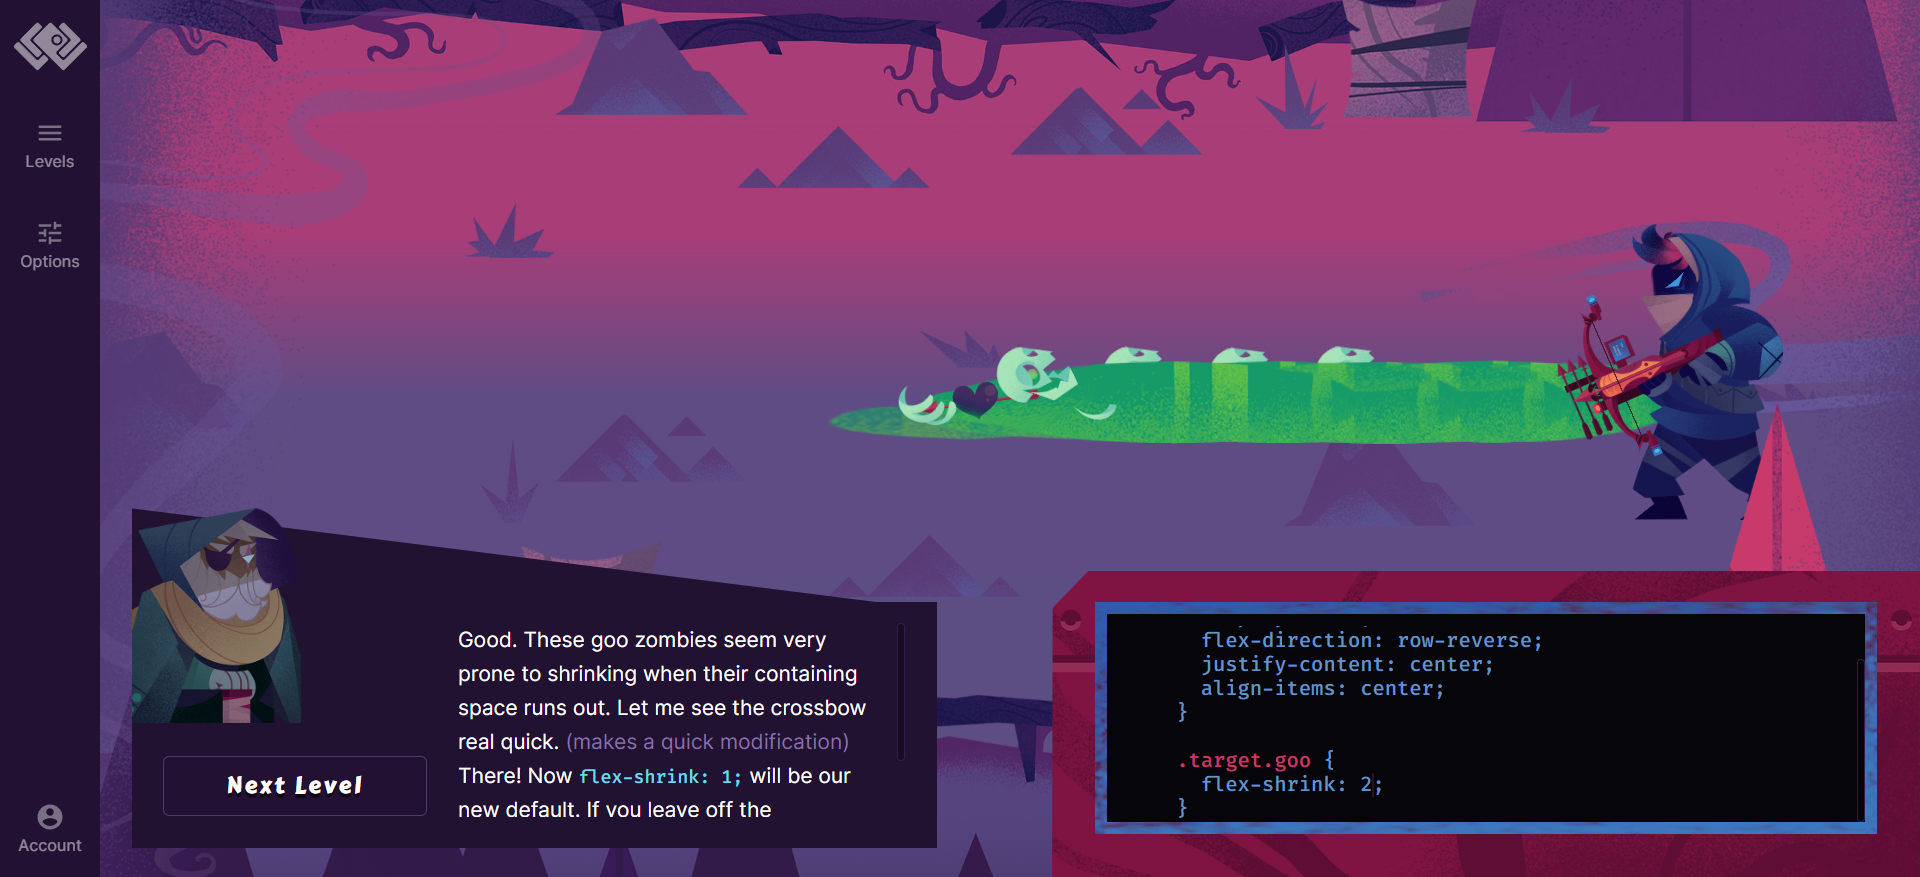 Levels
Options
Good. These goo zombies seem very
prone to shrinking when their containing
space runs out. Let me see the crossbow
real quick. (makes a quick modification)
There! Now flex-shrink: 1; will be our
new default. If you leave off the
Next Level
Account
flex-direction: row-reverse;
justify-content: center;
align-items: center;
}
.target.goo {
flex-shrink: 2;
}